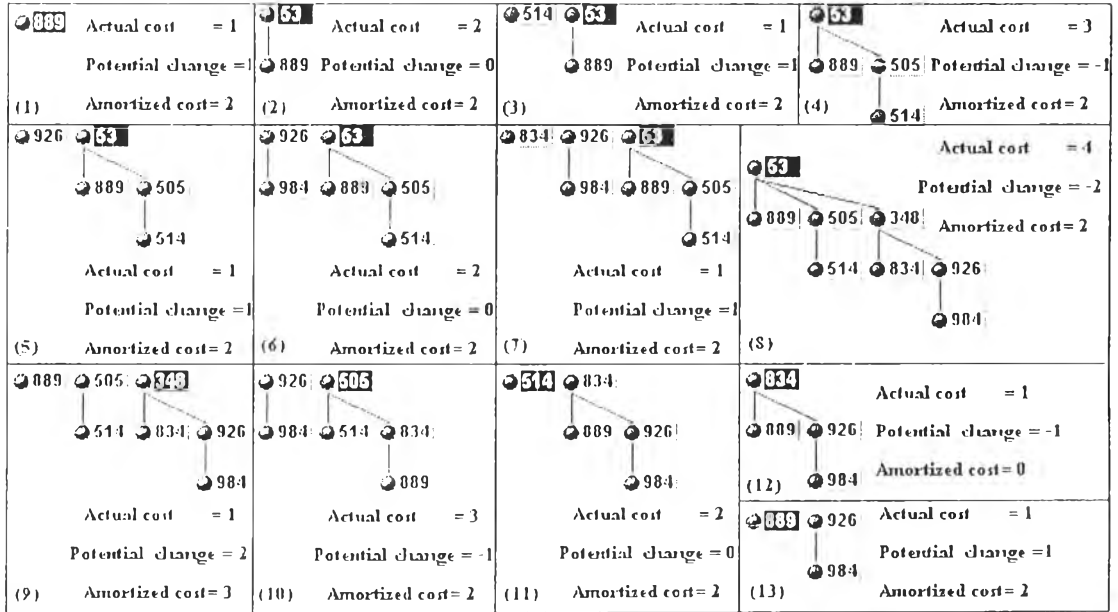 889 Actual cost = 1
Potential change =1
(1) Amortized cost= 2
53 Actual cost = 2
889 Potential change = 0
(2) Amortized cost= 2
514 53 Actual cost = 1
889 Potential change =1
(3) Amortized cost= 2
53 Actual cost = 3
889 505 Potential change = -1
(4) Amortized cost= 2
514
926 53
889 505
514
Actual cost = 1
Potential change =1
(5) Amortized cost= 2
926 53
984 889 505
514
Actual cost = 2
Potential change = 0
(6) Amortized cost= 2
834 926 53
984 889 505
514
Actual cost = 1
Potential change =1
(7) Amortized cost= 2
Actual cost = 4
53
Potential change = -2
889 505 348 Amortized cost= 2
514 834 926
984
(8)
889 505 348
514 834 926
984
Actual cost = 1
Potential change = 2
(9) Amortized cost= 3
926 505
984 514 834
889
Actual cost = 3
Potential change = -1
(10) Amortized cost= 2
514 834
889 926
984
Actual cost = 2
Potential change = 0
(11) Amortized cost= 2
834
Actual cost = 1
889 926 Potential change = -1
984 Amortized cost= 0
(12)
889 926 Actual cost = 1
Potential change =1
984
(13) Amortized cost= 2